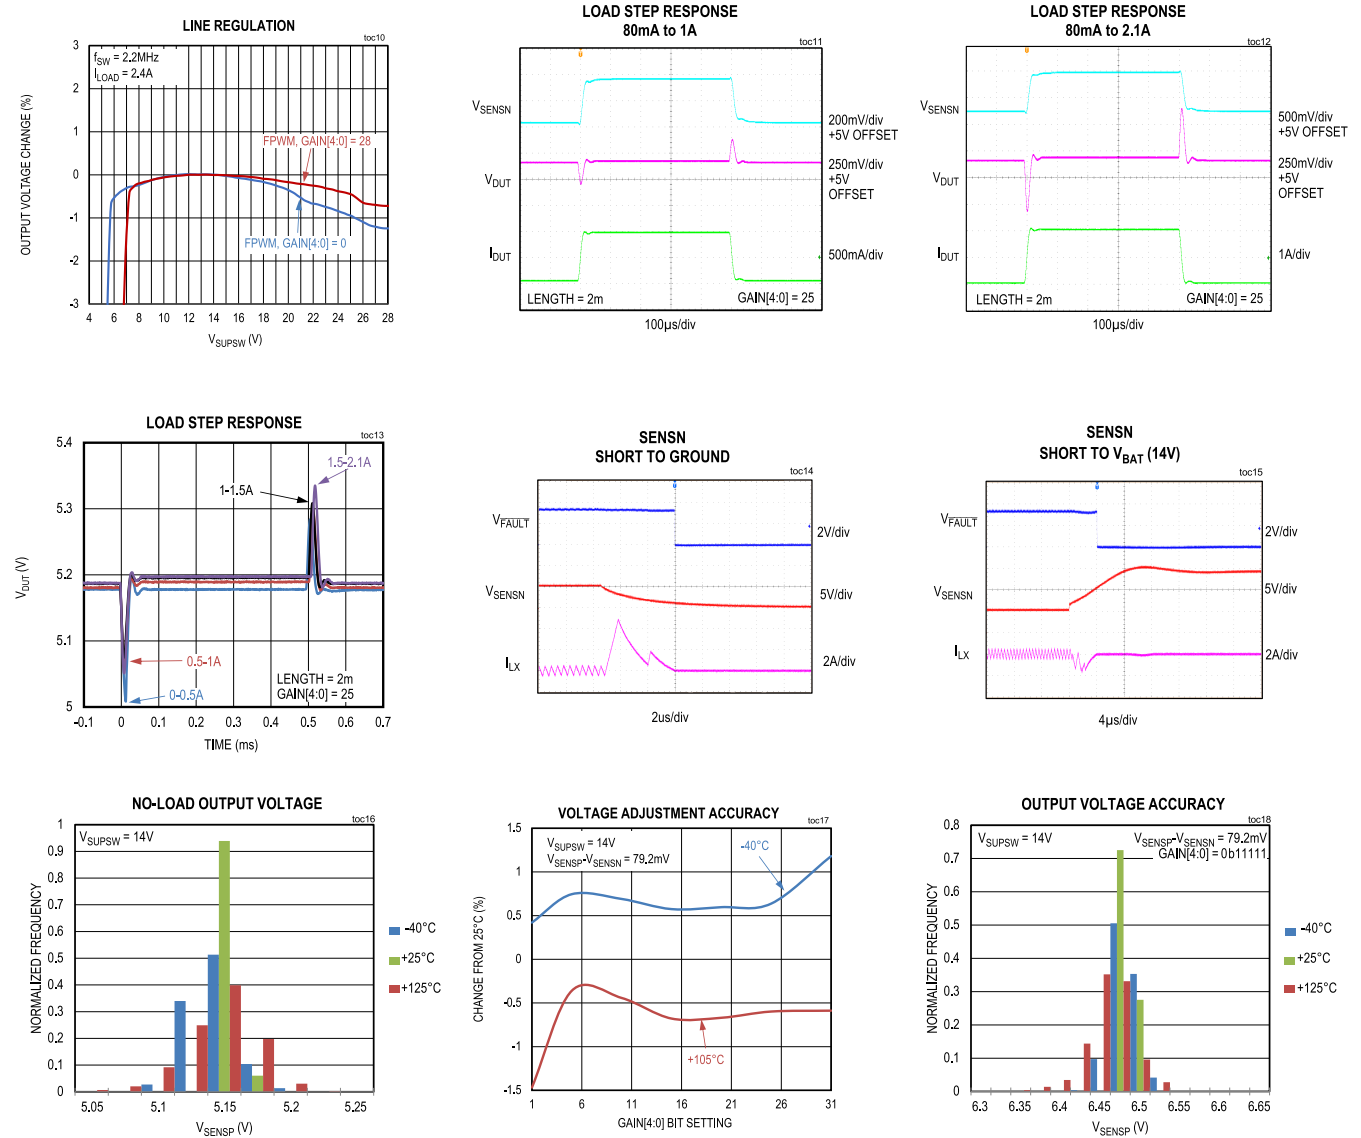 LINE REGULATION
toc10
fSW = 2.2MHz
ILOAD = 2.4A
OUTPUT VOLTAGE CHANGE (%)
3
2
1
0
-1
-2
-3
FPWM, GAIN[4:0] = 28
FPWM, GAIN[4:0] = 0
4 6 8 10 12 14 16 18 20 22 24 26 28
VSUPSW (V)
LOAD STEP RESPONSE
80mA to 1A
toc11
VSENSN
200mV/div
+5V OFFSET
VDUT
250mV/div
+5V
OFFSET
IDUT
500mA/div
LENGTH = 2m
GAIN[4:0] = 25
100µs/div
LOAD STEP RESPONSE
80mA to 2.1A
toc12
VSENSN
500mV/div
+5V OFFSET
VDUT
250mV/div
+5V
OFFSET
IDUT
1A/div
LENGTH = 2m
GAIN[4:0] = 25
100µs/div
LOAD STEP RESPONSE
toc13
VDUT (V)
5.4
5.3
5.2
5.1
5
1.5-2.1A
1-1.5A
0.5-1A
0-0.5A
LENGTH = 2m
GAIN[4:0] = 25
-0.1 0 0.1 0.2 0.3 0.4 0.5 0.6 0.7
TIME (ms)
SENSN
SHORT TO GROUND
toc14
VFAULT
2V/div
VSENSN
5V/div
ILX
2A/div
2us/div
SENSN
SHORT TO VBAT (14V)
toc15
VFAULT
2V/div
VSENSN
5V/div
ILX
2A/div
4µs/div
NO-LOAD OUTPUT VOLTAGE
toc16
VSUPSW = 14V
NORMALIZED FREQUENCY
1
0.9
0.8
0.7
0.6
0.5
0.4
0.3
0.2
0.1
0
-40°C
+25°C
+125°C
5.05 5.1 5.15 5.2 5.25
VSENSP (V)
VOLTAGE ADJUSTMENT ACCURACY
toc17
VSUPSW = 14V
VSENSP-VSENSN = 79.2mV
CHANGE FROM 25°C (%)
1.5
1
0.5
0
-0.5
-1
-1.5
-40°C
+105°C
1 6 11 16 21 26 31
GAIN[4:0] BIT SETTING
OUTPUT VOLTAGE ACCURACY
toc18
VSUPSW = 14V
VSENSP-VSENSN = 79.2mV
GAIN[4:0] = 0b11111
NORMALIZED FREQUENCY
0.8
0.7
0.6
0.5
0.4
0.3
0.2
0.1
0
-40°C
+25°C
+125°C
6.3 6.35 6.4 6.45 6.5 6.55 6.6 6.65
VSENSP (V)